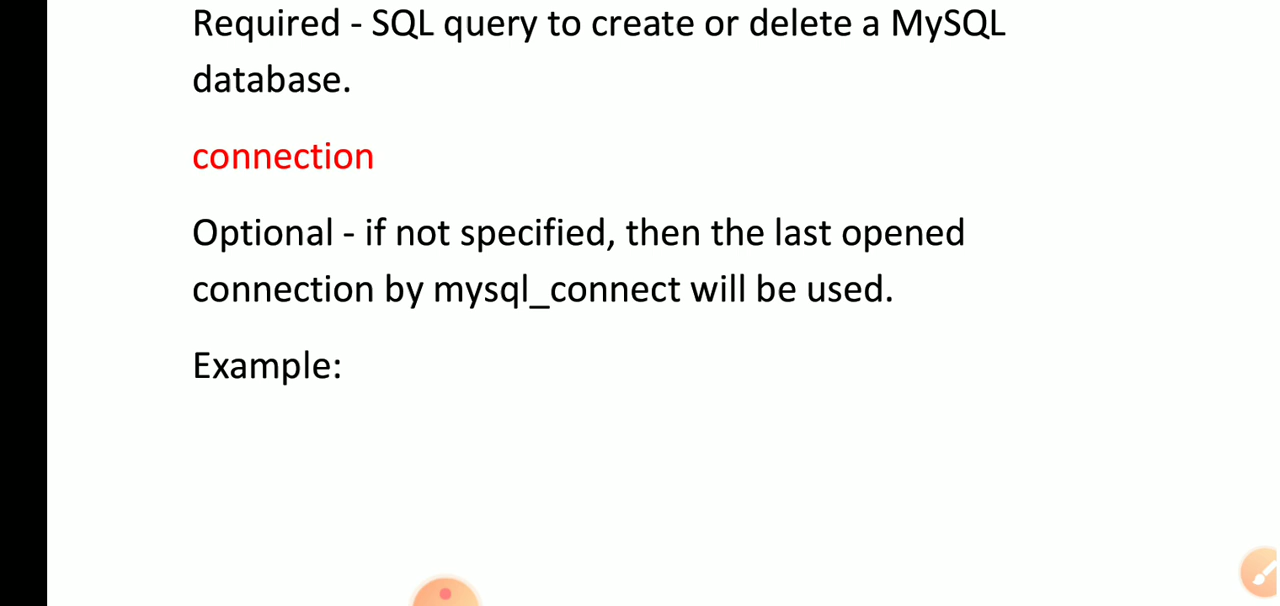 Required - SQL query to create or delete a MySQL
database.
connection
Optional - if not specified, then the last opened
connection by mysql_connect will be used.
Example: